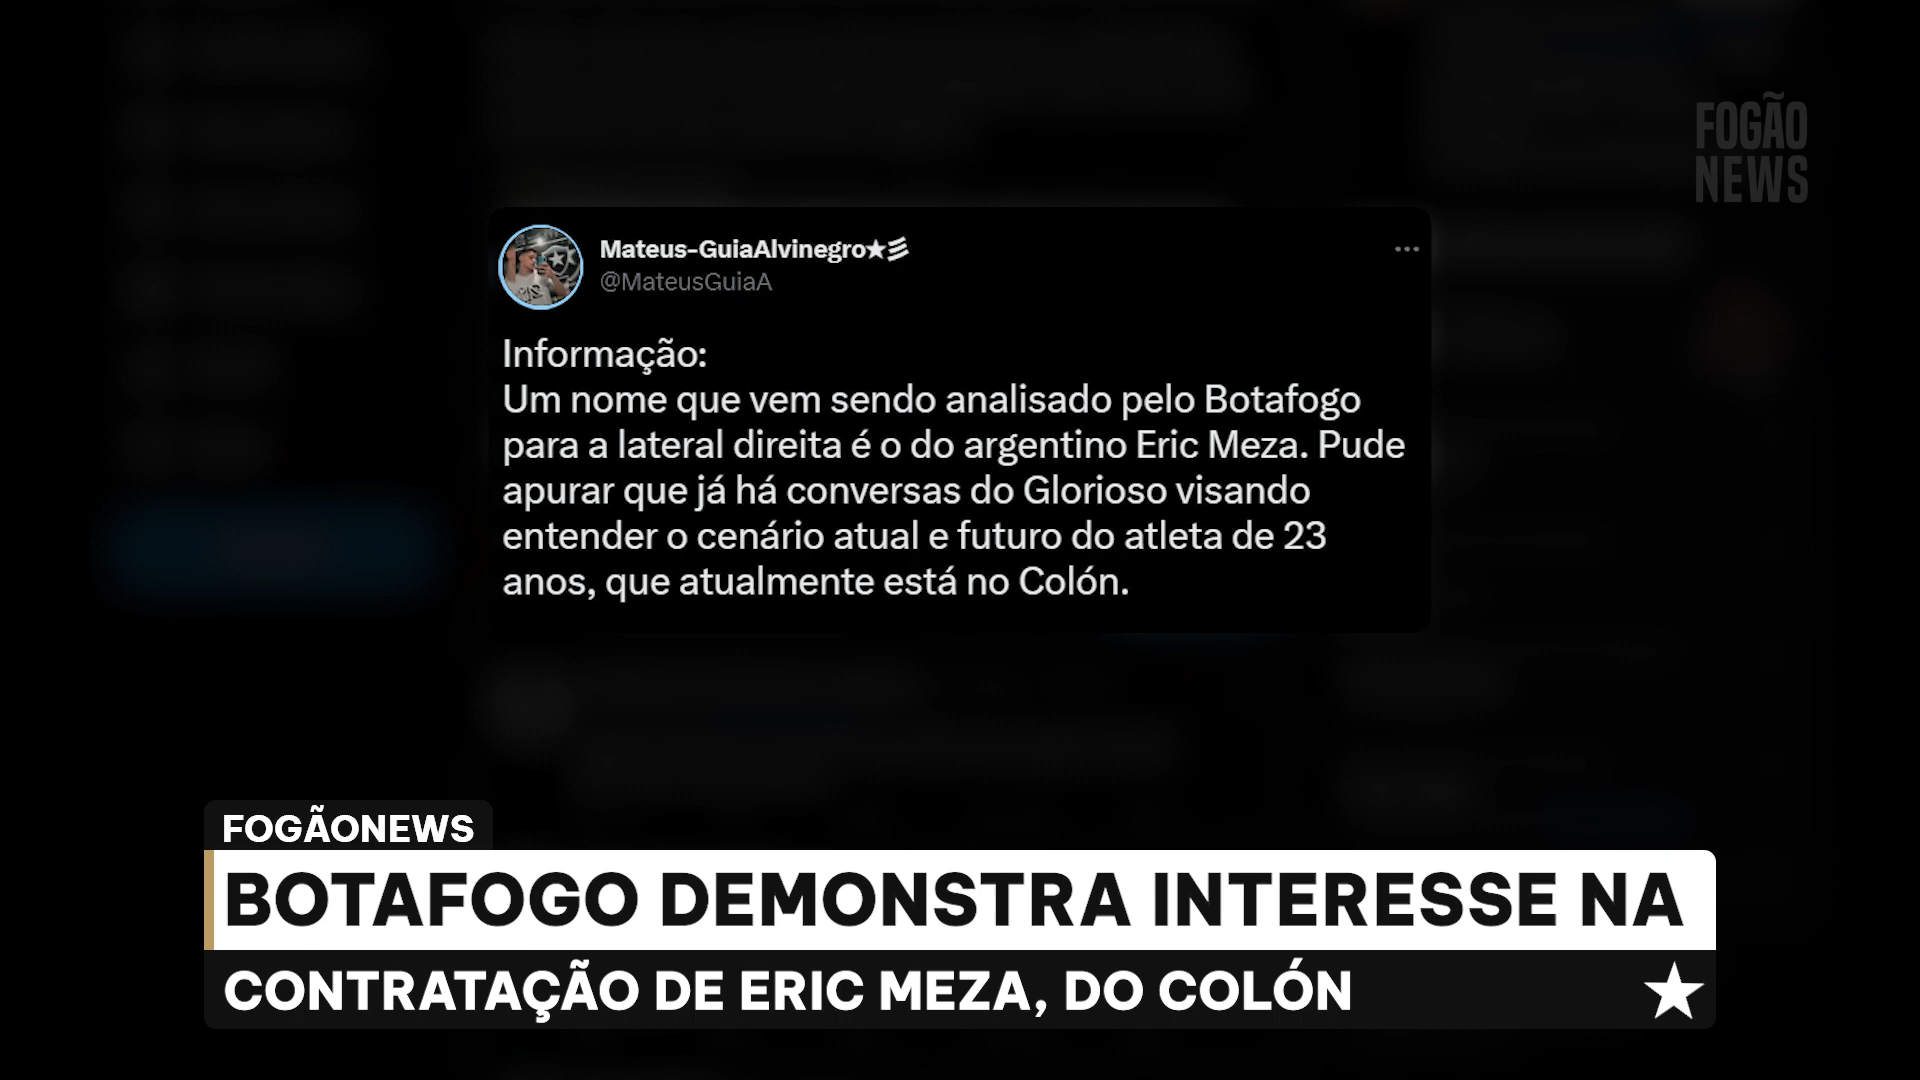 FOGÃO
NEWS
Mateus-GuiaAlvinegro★彡
@MateusGuiaA
Informação:
Um nome que vem sendo analisado pelo Botafogo
para a lateral direita é o do argentino Eric Meza. Pude
apurar que já há conversas do Glorioso visando
entender o cenário atual e futuro do atleta de 23
anos, que atualmente está no Colón.
FOGÃONEWS
BOTAFOGO DEMONSTRA INTERESSE NA
CONTRATAÇÃO DE ERIC MEZA, DO COLÓN